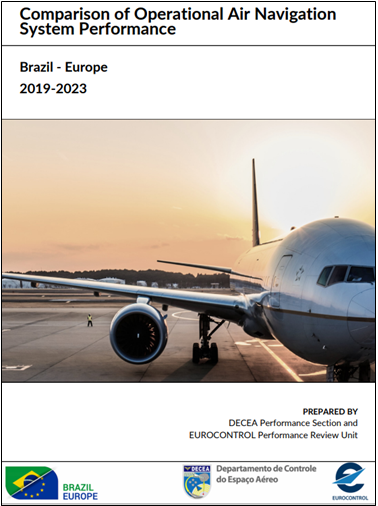 Comparison of Operational Air Navigation
System Performance
Brazil - Europe
2019-2023
PREPARED BY
DECEA Performance Section and
EUROCONTROL Performance Review Unit
BRAZIL
EUROPE
DECEA
Departamento de Controle
do Espaço Aéreo
EUROCONTROL